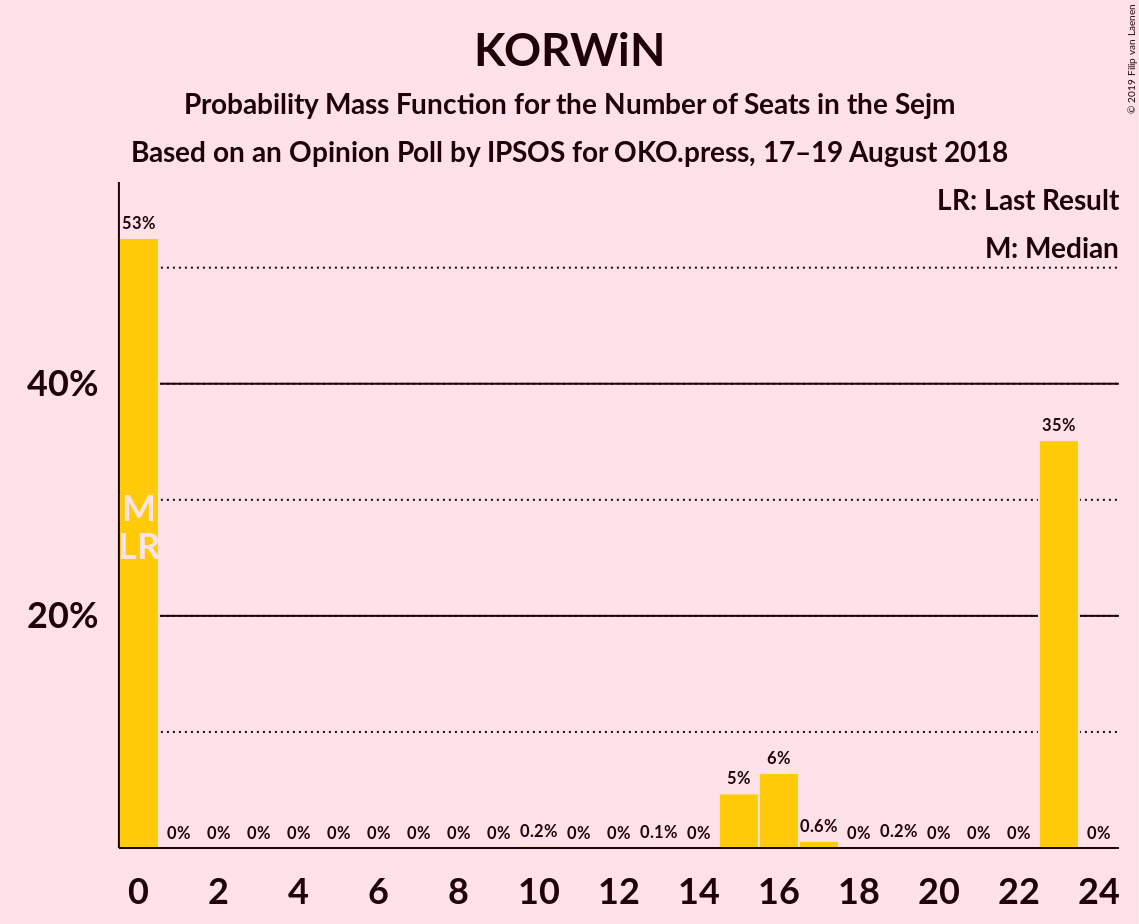 KORWiN
Probability Mass Function for the Number of Seats in the Sejm
Based on an Opinion Poll by IPSOS for OKO.press, 17–19 August 2018
© 2019 Filip van Laenen
LR: Last Result
M: Median
53%
40%
35%
M
LR
20%
6%
5%
0% 0% 0% 0% 0% 0% 0% 0% 0% 0.2% 0% 0% 0.1% 0% 0.6% 0% 0.2% 0% 0% 0% 0%
0 2 4 6 8 10 12 14 16 18 20 22 24